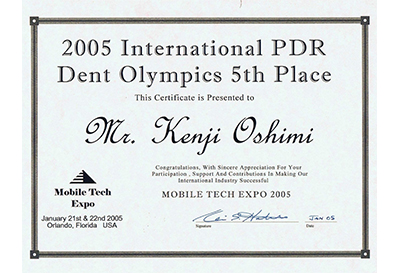 2005 International PDR
Dent Olympics 5th Place
This Certificate is Presented to
Mr. Kenji Oshimi
Congratulations, With Sincere Appreciation For Your
Participation , Support And Contributions In Making Our
International Industry Successful
Mobile Tech
Expo
MOBILE TECH EXPO 2005
January 21st & 22nd 2005
Orlando, Florida USA
JAN 05
Signature
Date